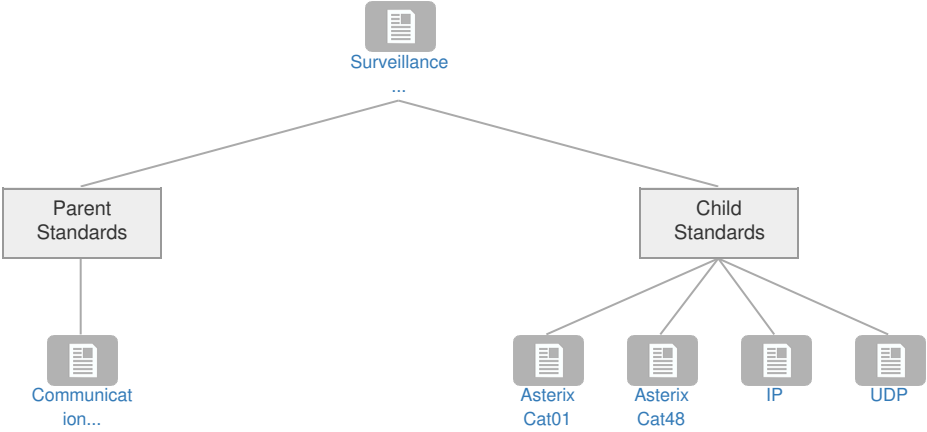 Surveillance
...
Parent
Standards
Child
Standards
Communicat
ion...
Asterix
Cat01
Asterix
Cat48
IP
UDP